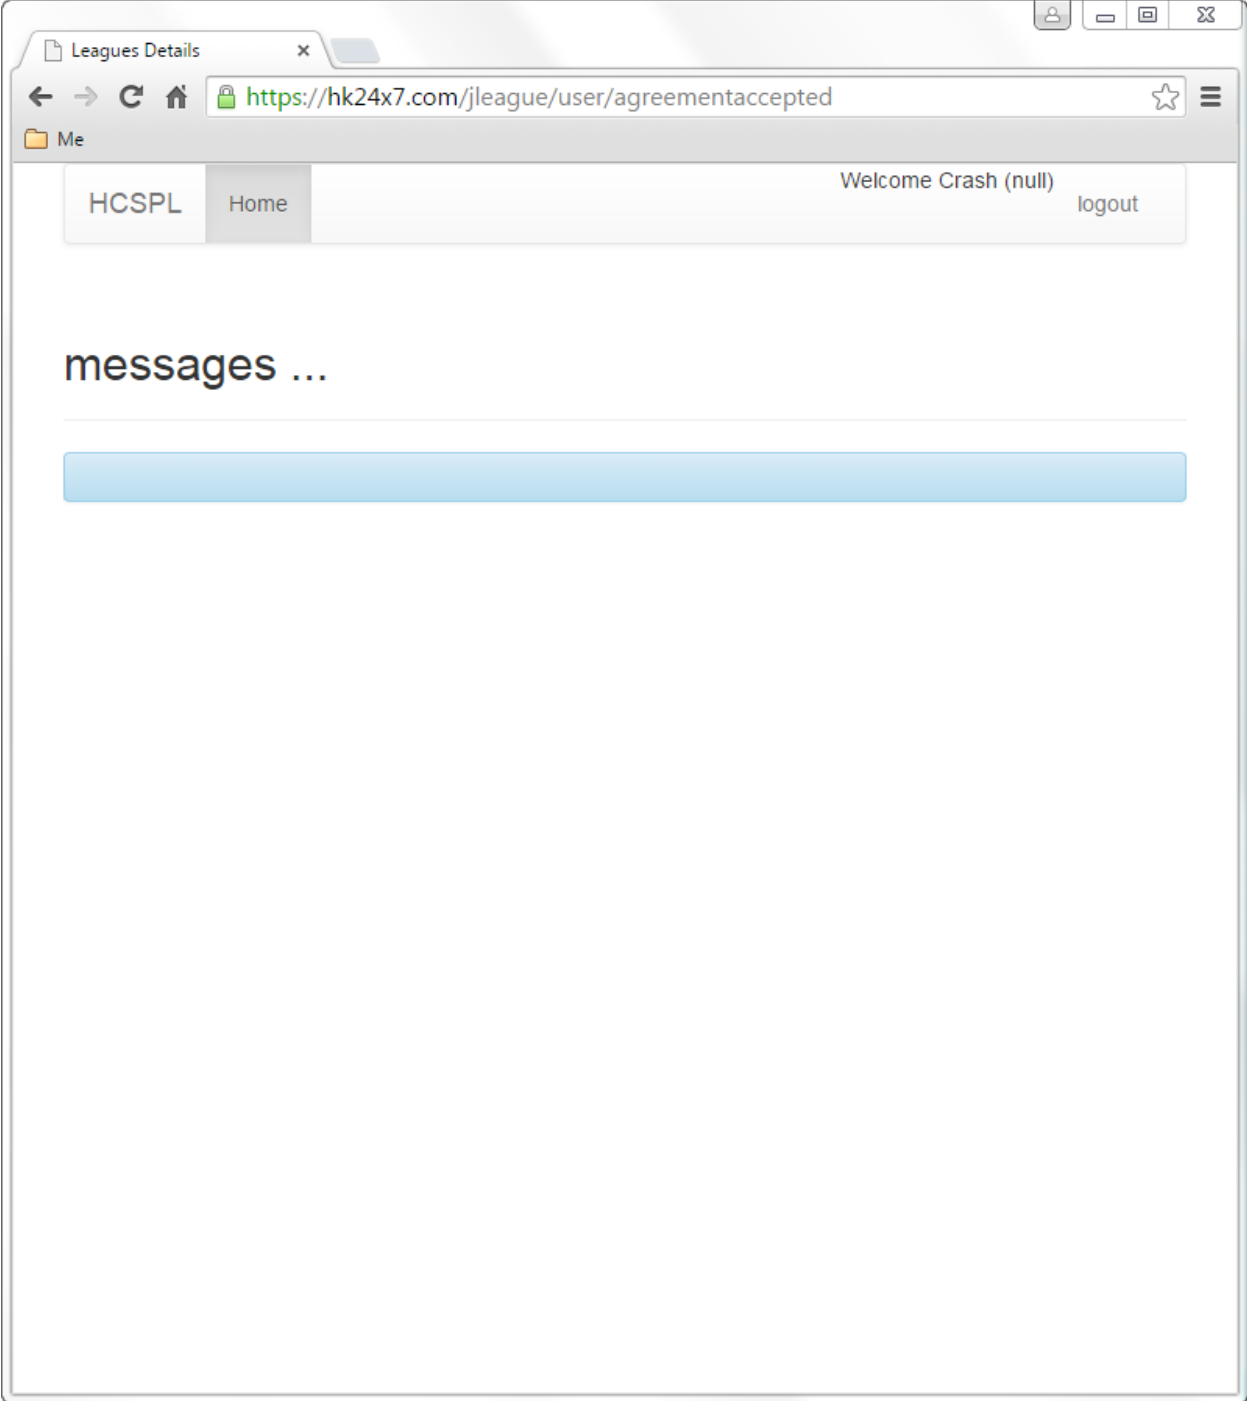 Leagues Details
https://hk24x7.com/jleague/user/agreementaccepted
Me
HCSPL
Home
Welcome Crash (null)
logout
messages ...